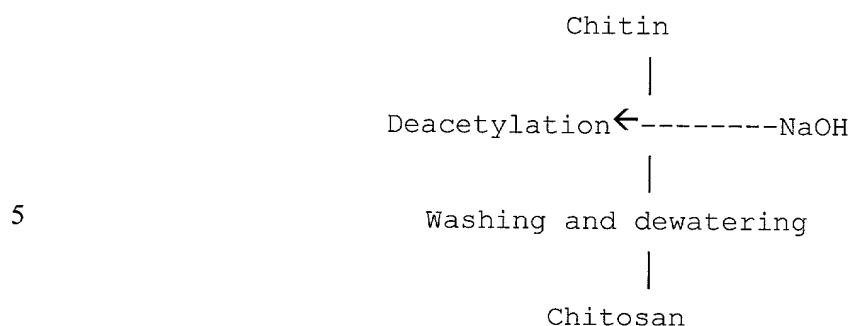 Chitin
|
Deacetylation←---------NaOH
|
5 Washing and dewatering
|
Chitosan